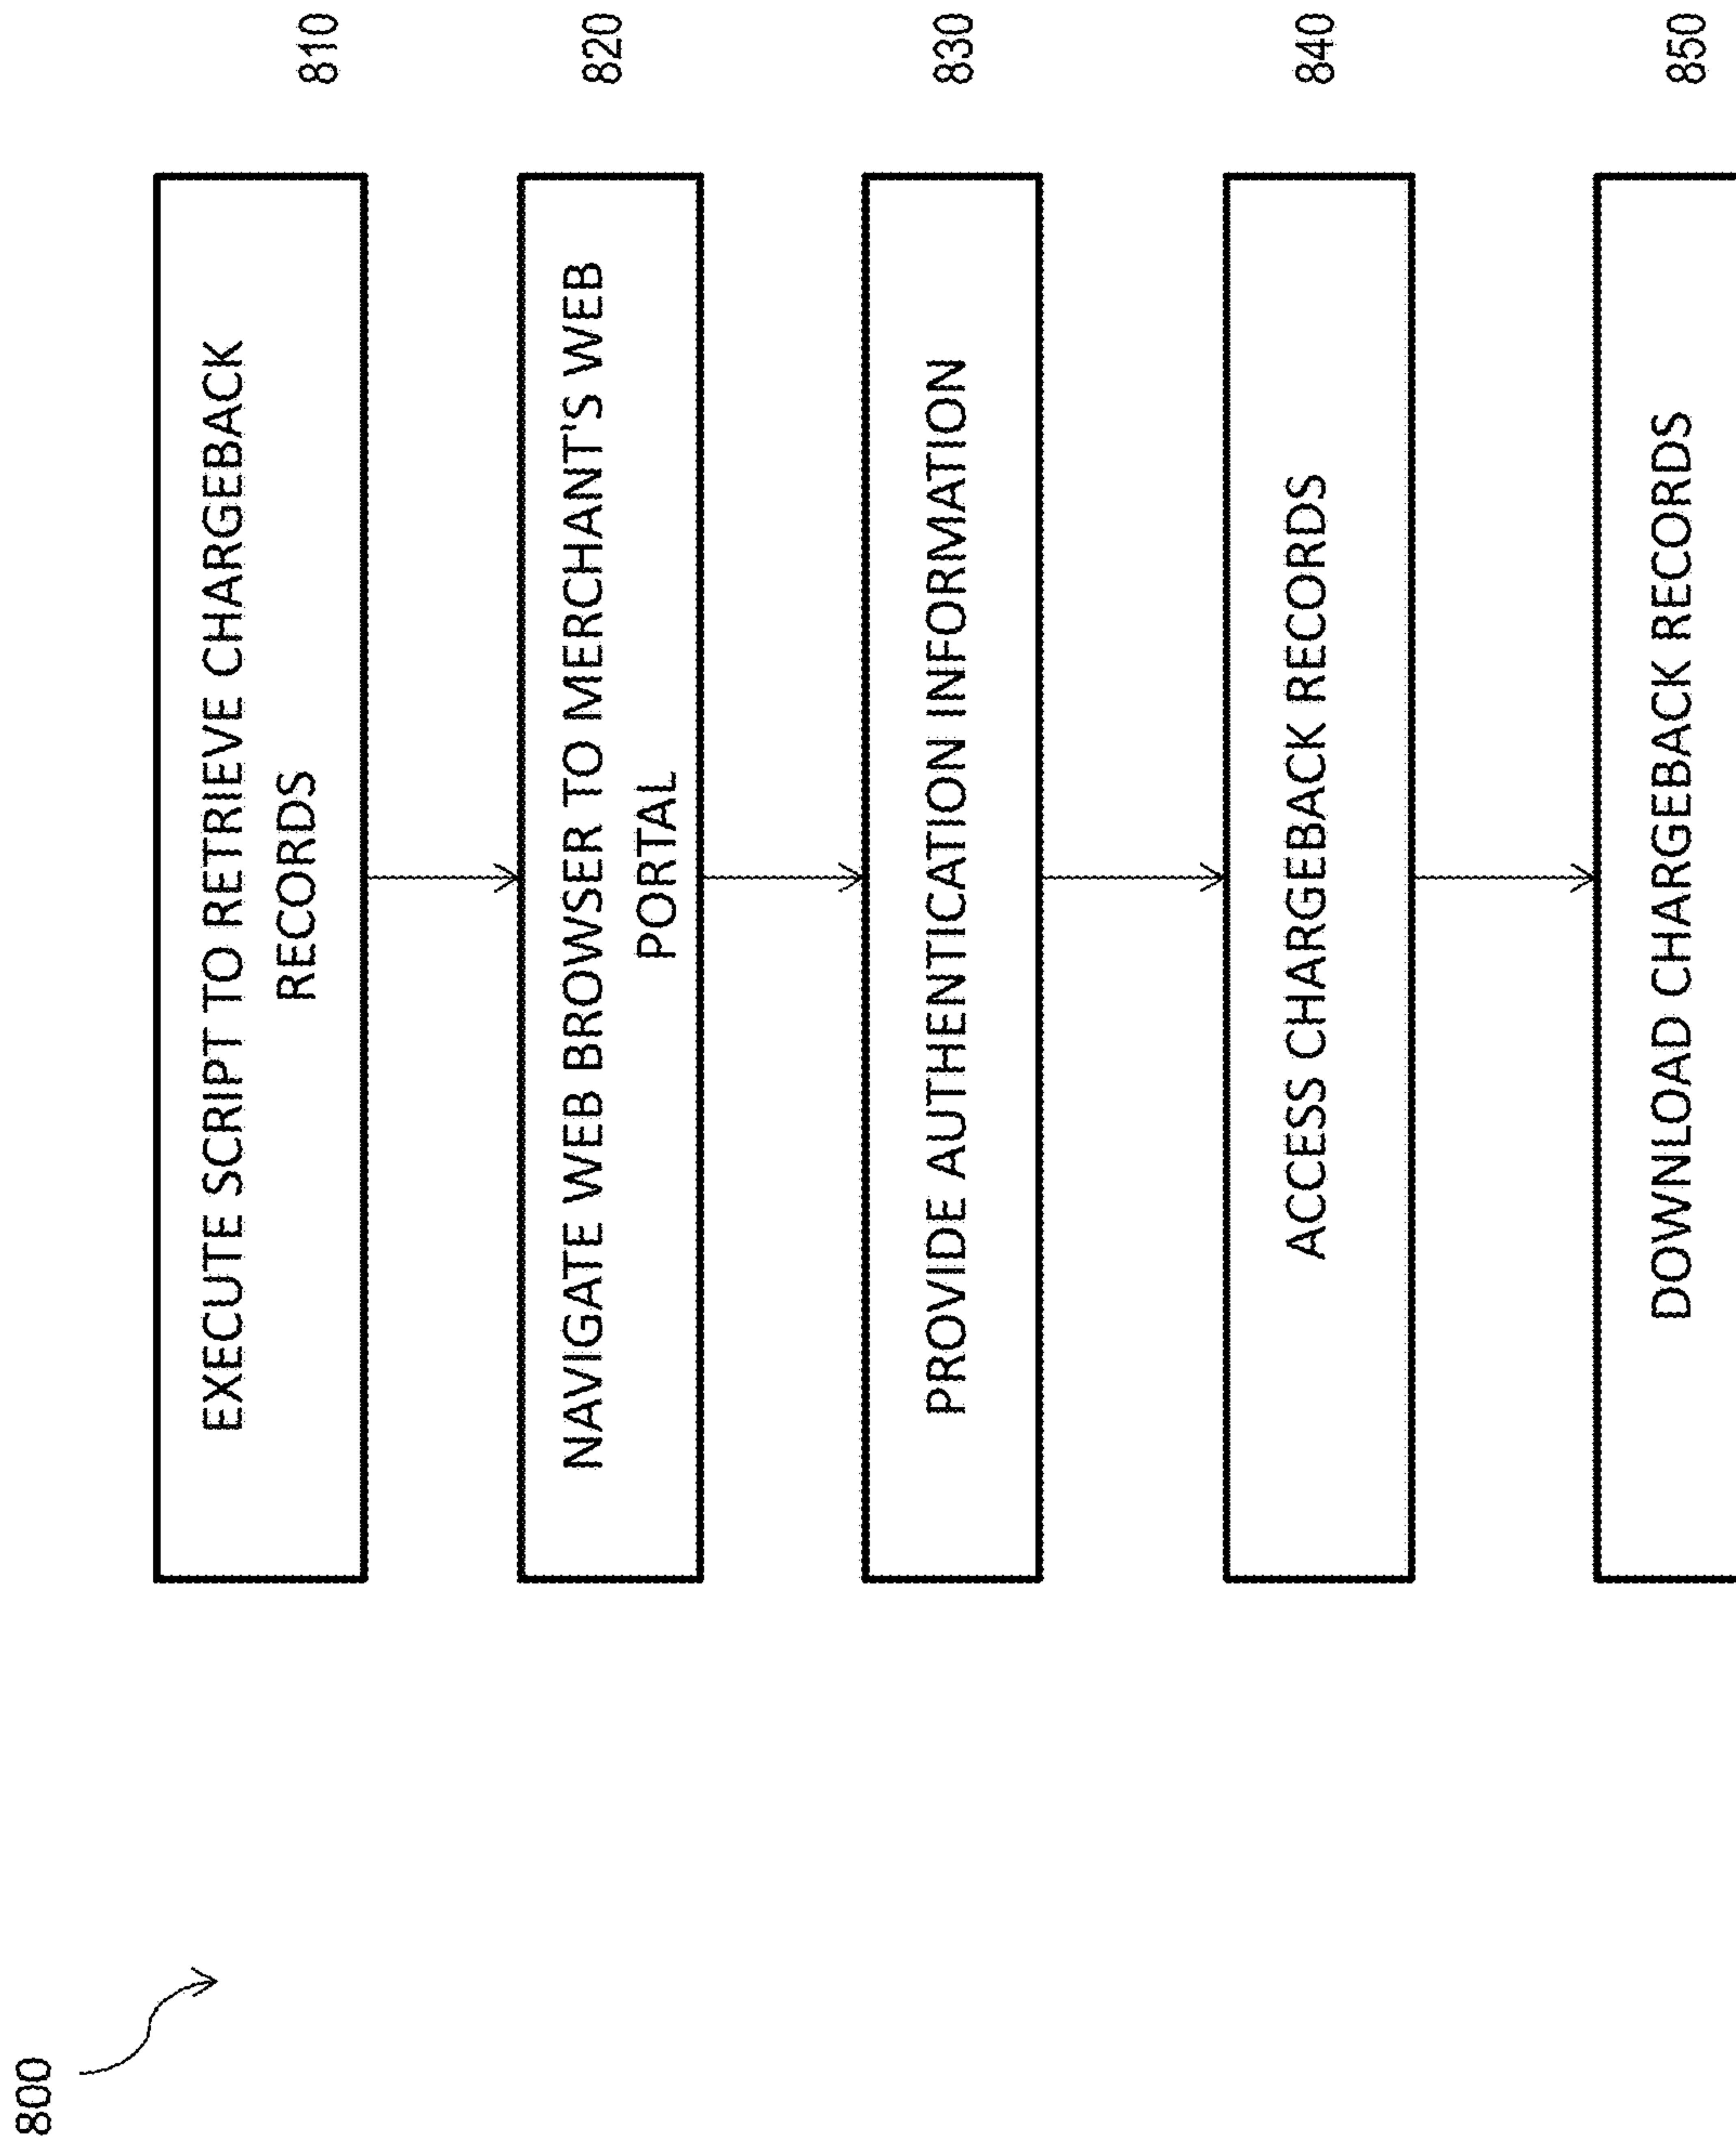 800
EXECUTE SCRIPT TO RETRIEVE CHARGEBACK
RECORDS
810
NAVIGATE WEB BROWSER TO MERCHANT'S WEB
PORTAL
820
PROVIDE AUTHENTICATION INFORMATION
830
ACCESS CHARGEBACK RECORDS
840
DOWNLOAD CHARGEBACK RECORDS
850